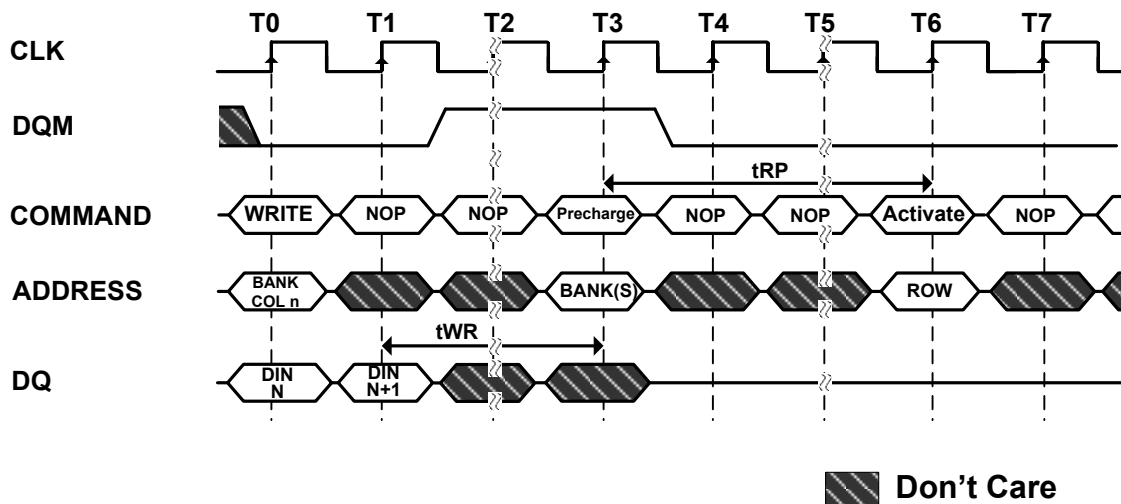 T0 T1 T2 T3 T4 T5 T6 T7
CLK
DQM
tRP
COMMAND WRITE NOP NOP Precharge NOP NOP Activate NOP
ADDRESS BANK COL n BANK(S) ROW
tWR
DQ DIN N DIN N+1
Don't Care